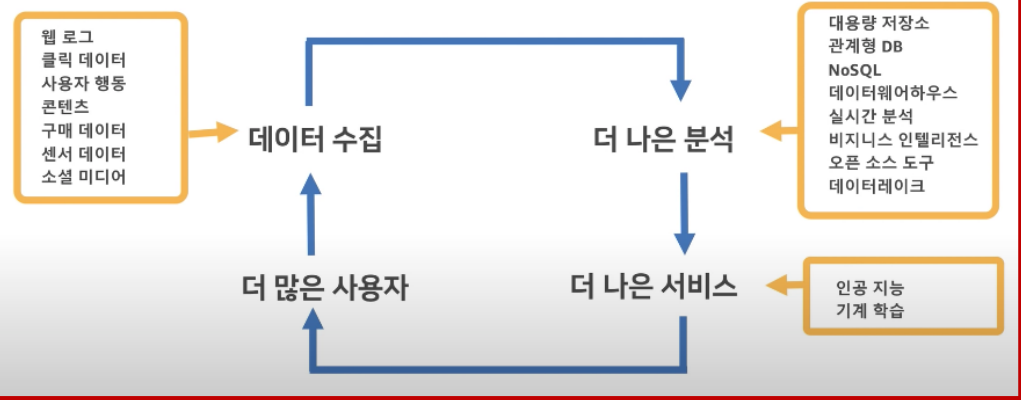 웹 로그
클릭 데이터
사용자 행동
콘텐츠
구매 데이터
센서 데이터
소셜 미디어
데이터 수집
더 나은 분석
대용량 저장소
관계형 DB
NoSQL
데이터웨어하우스
실시간 분석
비지니스 인텔리전스
오픈 소스 도구
데이터레이크
더 많은 사용자
더 나은 서비스
인공 지능
기계 학습